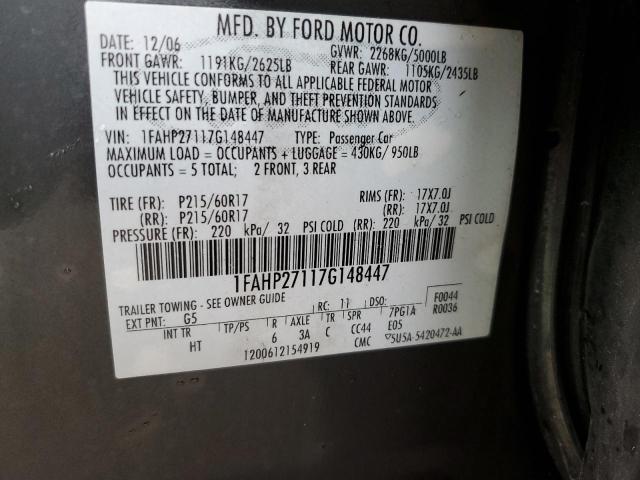 MFD. BY FORD MOTOR CO.
DATE: 12/06 GVWR: 2268KG/5000LB
FRONT GAWR: 1191KG/2625LB REAR GAWR: 1105KG/2435LB
THIS VEHICLE CONFORMS TO ALL APPLICABLE FEDERAL MOTOR
VEHICLE SAFETY, BUMPER, AND THEFT PREVENTION STANDARDS
IN EFFECT ON THE DATE OF MANUFACTURE SHOWN ABOVE.
VIN: 1FAHP27117G148447 TYPE: Passenger Car
MAXIMUM LOAD = OCCUPANTS + LUGGAGE = 430KG/950LB
OCCUPANTS = 5 TOTAL; 2 FRONT, 3 REAR
TIRE (FR): P215/60R17 RIMS (FR): 17X7.0J
(RR): P215/60R17 (RR): 17X7.0J
PRESSURE (FR): 220 kPa/ 32 PSI COLD (RR): 220 kPa/ 32 PSI COLD
1FAHP27117G148447
TRAILER TOWING - SEE OWNER GUIDE RC: 11 DSO: F0044
EXT PNT: G5 R0036
INT TR TP/PS R AXLE TR SPR 7PG1A
HT 6 3A C CC44 E05
1200612154919 CMC ▽5U5A-5420472-AA